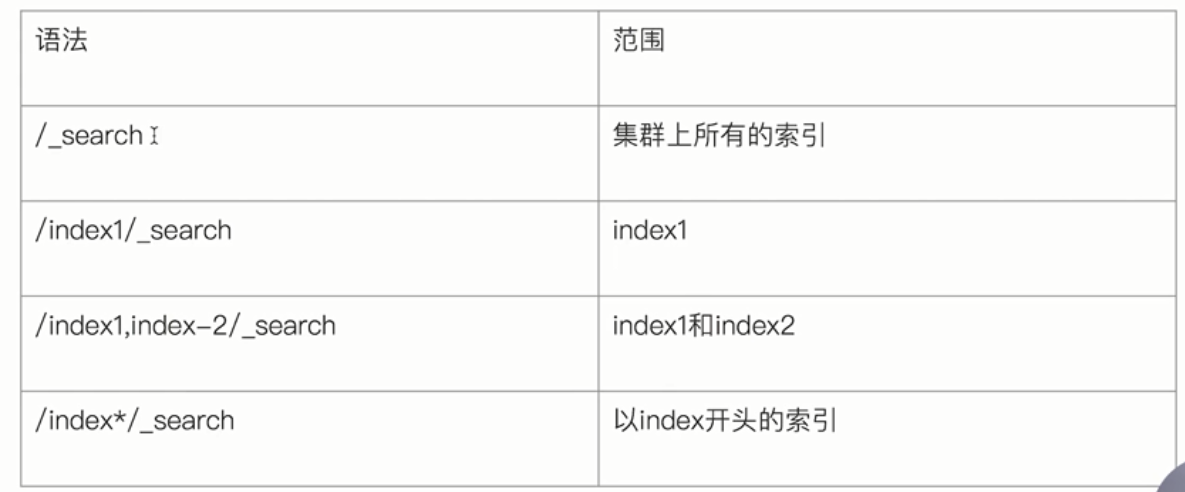 语法
范围
/_search
集群上所有的索引
/index1/_search
index1
/index1,index-2/_search
index1和index2
/index*/_search
以index开头的索引